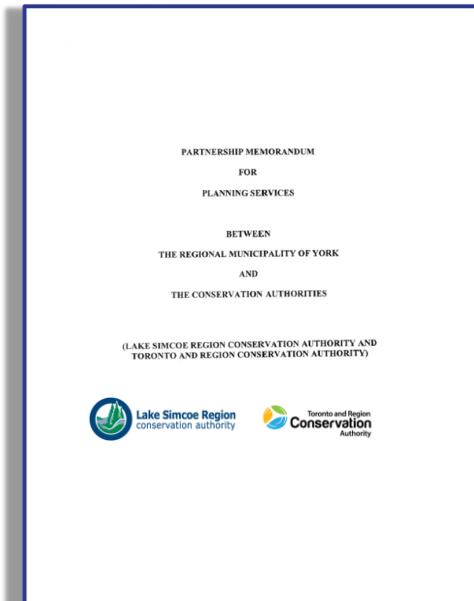 PARTNERSHIP MEMORANDUM
FOR
PLANNING SERVICES
BETWEEN
THE REGIONAL MUNICIPALITY OF YORK
AND
THE CONSERVATION AUTHORITIES
(LAKE SIMCOE REGION CONSERVATION AUTHORITY AND
TORONTO AND REGION CONSERVATION AUTHORITY)
Lake Simcoe Region
conservation authority
Toronto and Region
Conservation
Authority